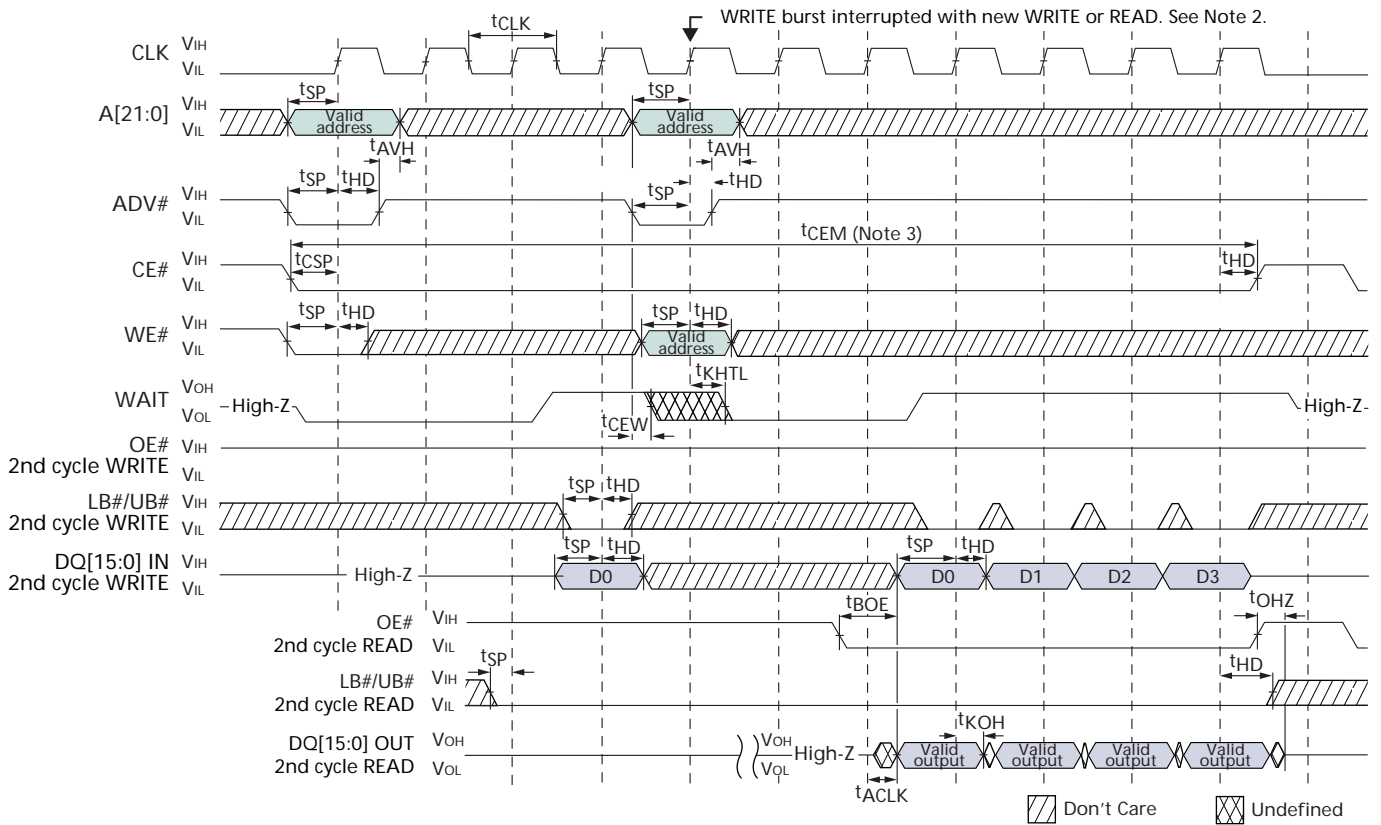 WRITE burst interrupted with new WRITE or READ. See Note 2.
tCLK
CLK VIH
VIL
tSP tSP
A[21:0] VIH
VIL
Valid address Valid address
tAVH tAVH
tSP tHD tSP tHD
ADV# VIH
VIL
tCEM (Note 3)
CE# VIH
VIL
tCSP tHD
tSP tHD tSP tHD
WE# VIH
VIL
Valid address
tKHTL
WAIT VOH
VOL
High-Z High-Z
tCEW
OE# VIH
2nd cycle WRITE VIL
tSP tHD
LB#/UB# VIH
2nd cycle WRITE VIL
tSP tHD tSP tHD
DQ[15:0] IN VIH
2nd cycle WRITE VIL
High-Z D0 D0 D1 D2 D3
tBOE tOHZ
OE# VIH
2nd cycle READ VIL
tSP tHD
LB#/UB# VIH
2nd cycle READ VIL
tKOH
DQ[15:0] OUT VOH
2nd cycle READ VOL
VOH
VOL
High-Z
Valid output Valid output Valid output Valid output
tACLK
Don't Care Undefined